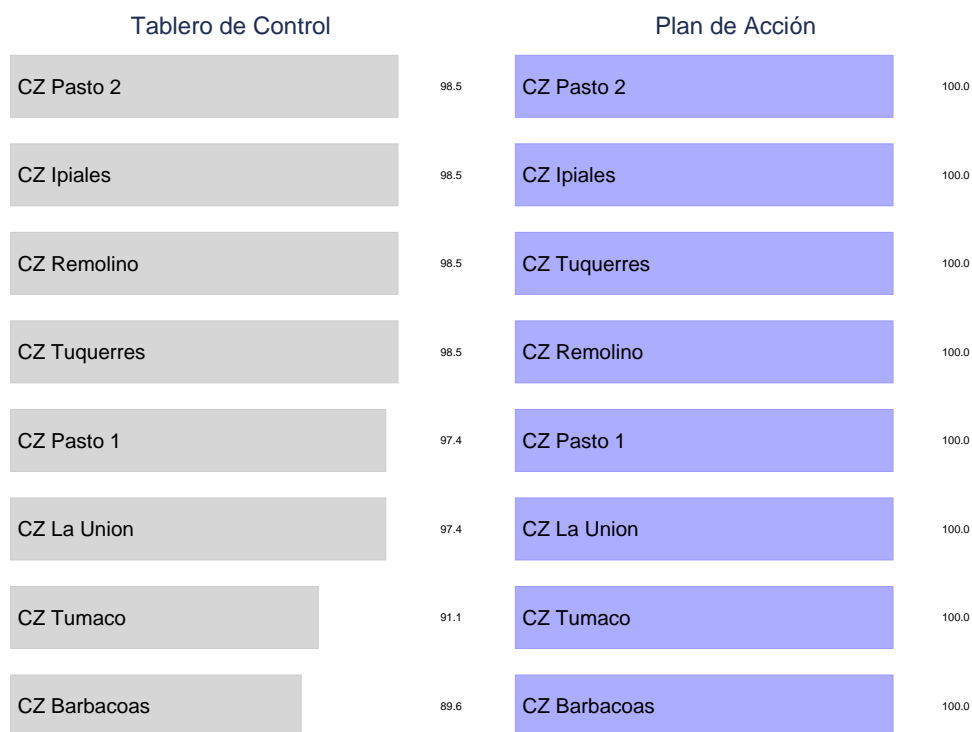 Tablero de Control
CZ Pasto 2 98.5
CZ Ipiales 98.5
CZ Remolino 98.5
CZ Tuquerres 98.5
CZ Pasto 1 97.4
CZ La Union 97.4
CZ Tumaco 91.1
CZ Barbacoas 89.6
Plan de Acción
CZ Pasto 2 100.0
CZ Ipiales 100.0
CZ Tuquerres 100.0
CZ Remolino 100.0
CZ Pasto 1 100.0
CZ La Union 100.0
CZ Tumaco 100.0
CZ Barbacoas 100.0